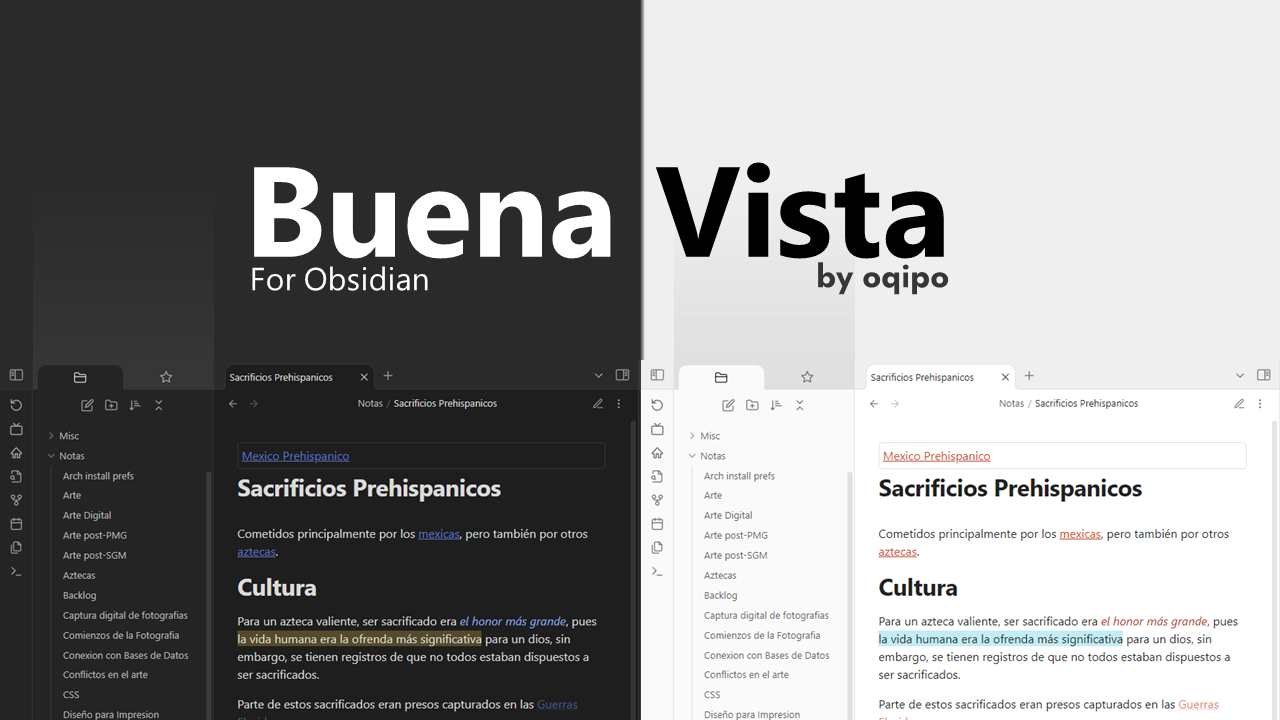 Buena Vista
For Obsidian
by oqipo
Sacrificios Prehispanicos
Notas / Sacrificios Prehispanicos
Misc
Notas
Arch install prefs
Arte
Arte Digital
Arte post-PMG
Arte post-SGM
Aztecas
Backlog
Captura digital de fotografias
Comienzos de la Fotografia
Conexion con Bases de Datos
Conflictos en el arte
CSS
Diseño para Impresion
Mexico Prehispanico
Sacrificios Prehispanicos
Cometidos principalmente por los mexicas, pero también por otros
aztecas.
Cultura
Para un azteca valiente, ser sacrificado era el honor más grande, pues
la vida humana era la ofrenda más significativa para un dios, sin
embargo, se tienen registros de que no todos estaban dispuestos a
ser sacrificados.
Parte de estos sacrificados eran presos capturados en las Guerras
Sacrificios Prehispanicos
Notas / Sacrificios Prehispanicos
Misc
Notas
Arch install prefs
Arte
Arte Digital
Arte post-PMG
Arte post-SGM
Aztecas
Backlog
Captura digital de fotografias
Comienzos de la Fotografia
Conexion con Bases de Datos
Conflictos en el arte
CSS
Diseño para Impresion
Mexico Prehispanico
Sacrificios Prehispanicos
Cometidos principalmente por los mexicas, pero también por otros
aztecas.
Cultura
Para un azteca valiente, ser sacrificado era el honor más grande, pues
la vida humana era la ofrenda más significativa para un dios, sin
embargo, se tienen registros de que no todos estaban dispuestos a
ser sacrificados.
Parte de estos sacrificados eran presos capturados en las Guerras